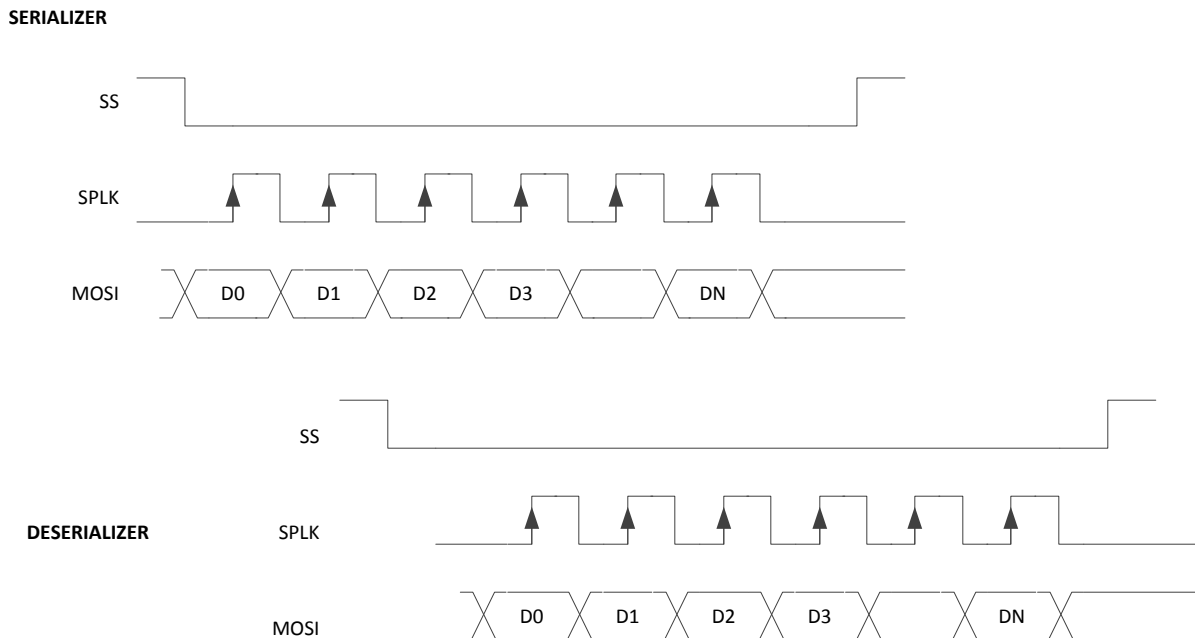 SERIALIZER
SS
SPLK
MOSI
D0 D1 D2 D3 DN
SS
DESERIALIZER SPLK
D0 D1 D2 D3 DN
MOSI